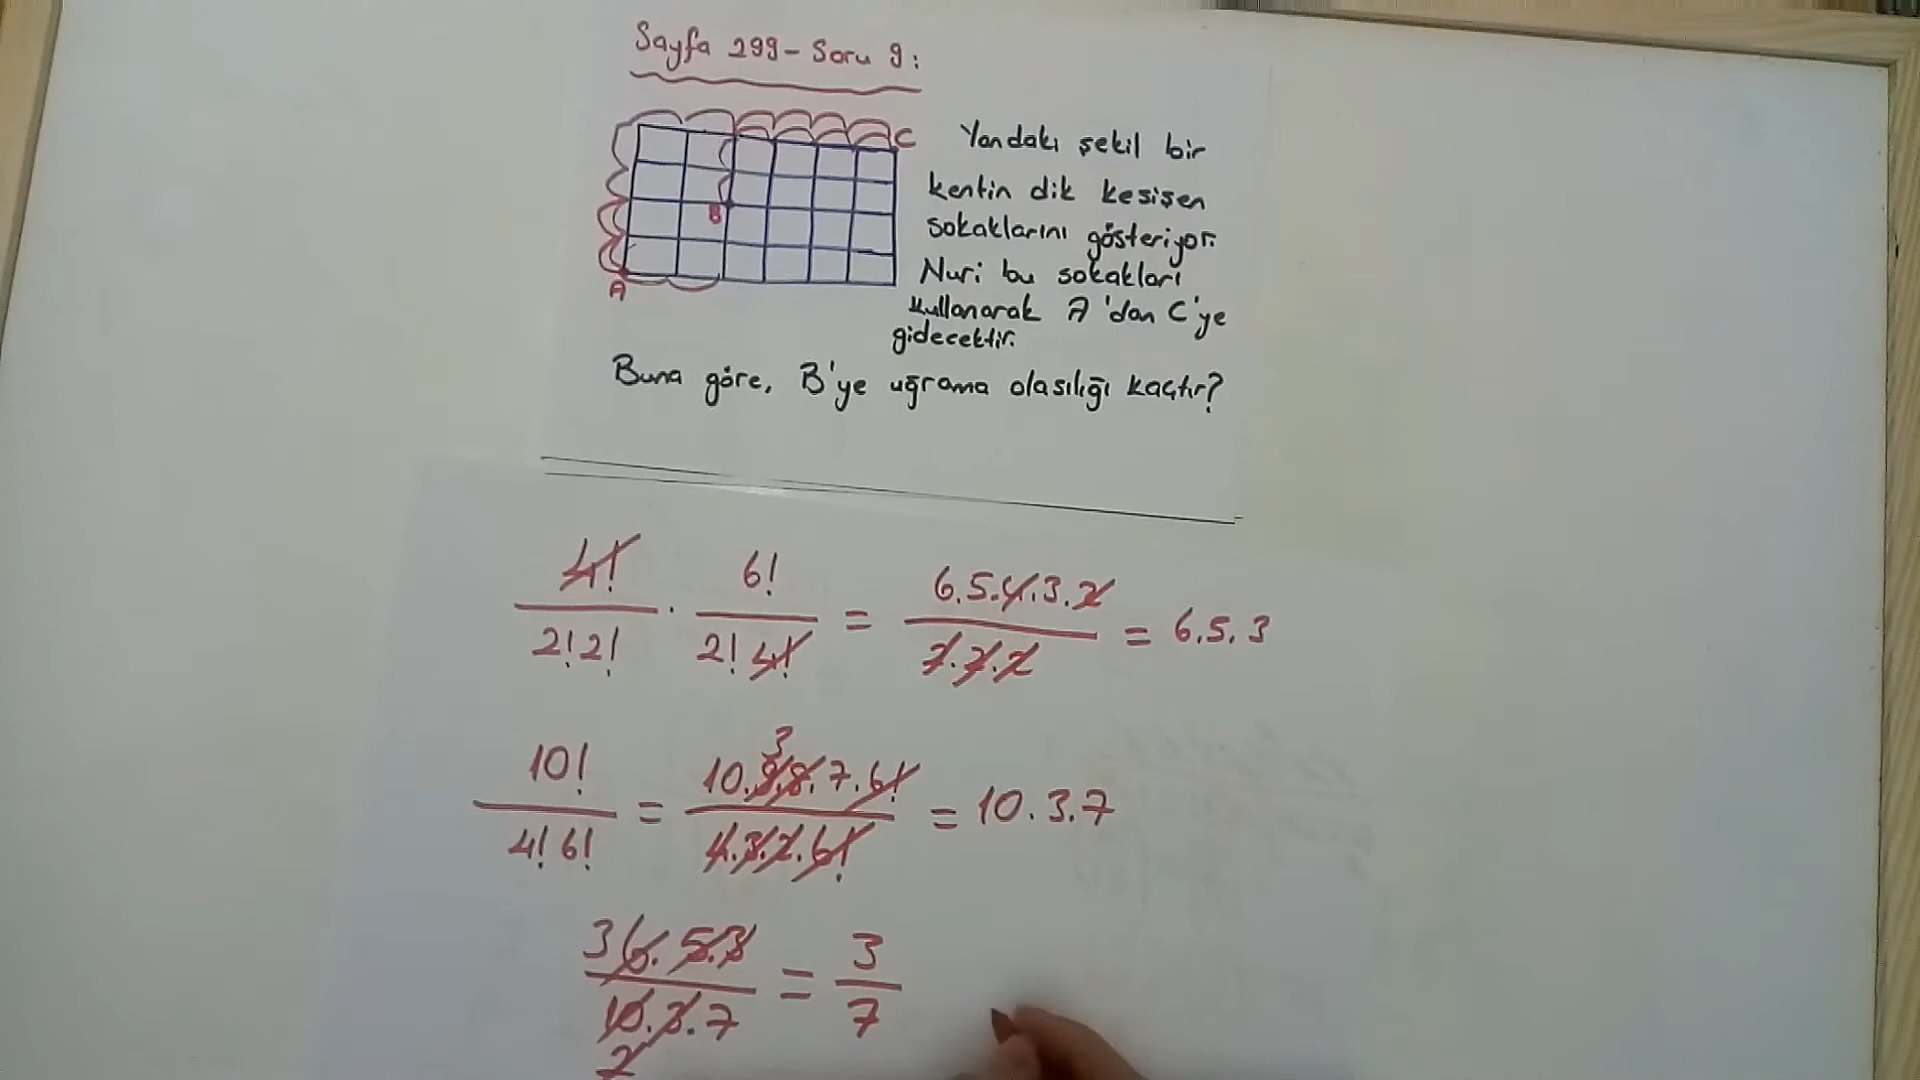 Sayfa 299 - Soru 9:
C
B
A
Yandaki şekil bir
kentin dik kesişen
sokaklarını gösteriyor.
Nuri bu sokakları
kullanarak A'dan C'ye
gidecektir.
Buna göre, B'ye uğrama olasılığı kaçtır?
4!/2!2! . 6!/2!4! = 6.5.4.3.2/2.2.2 = 6.5.3
3
10!/4!6! = 10.9.8.7.6!/4.3.2.6! = 10.3.7
3 6.5.3/10.3.7 = 3/7
2